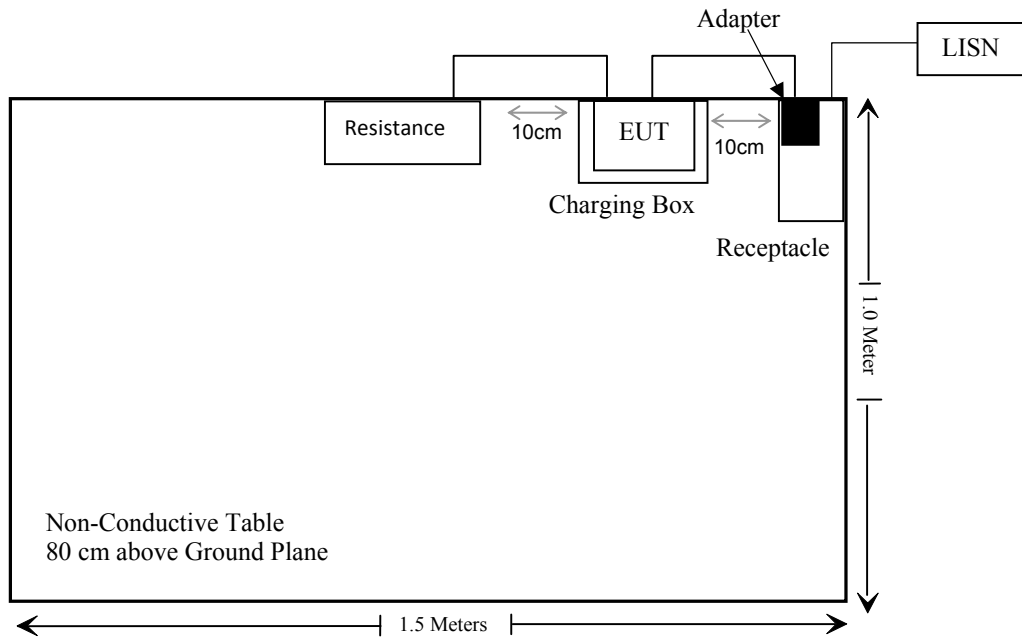 Adapter
LISN
Resistance
10cm
EUT
10cm
Charging Box
Receptacle
1.0 Meter
Non-Conductive Table
80 cm above Ground Plane
1.5 Meters